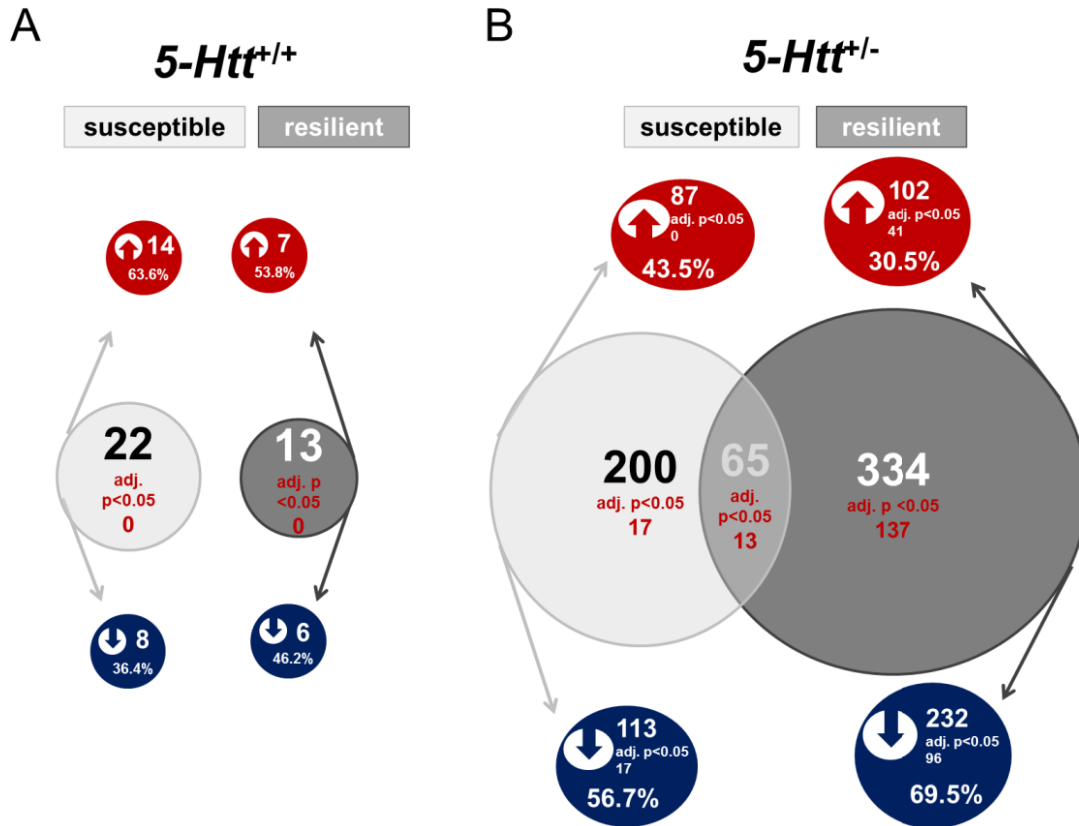 A
5-Htt+/+
susceptible
resilient
14
63.6%
7
53.8%
22
adj.
p<0.05
0
13
adj. p
<0.05
0
8
36.4%
6
46.2%
B
5-Htt+/-
susceptible
resilient
87
adj. p<0.05
0
43.5%
102
adj. p<0.05
41
30.5%
200
adj. p<0.05
17
65
adj.
p<0.05
13
334
adj. p <0.05
137
113
adj. p<0.05
17
56.7%
232
adj. p<0.05
96
69.5%